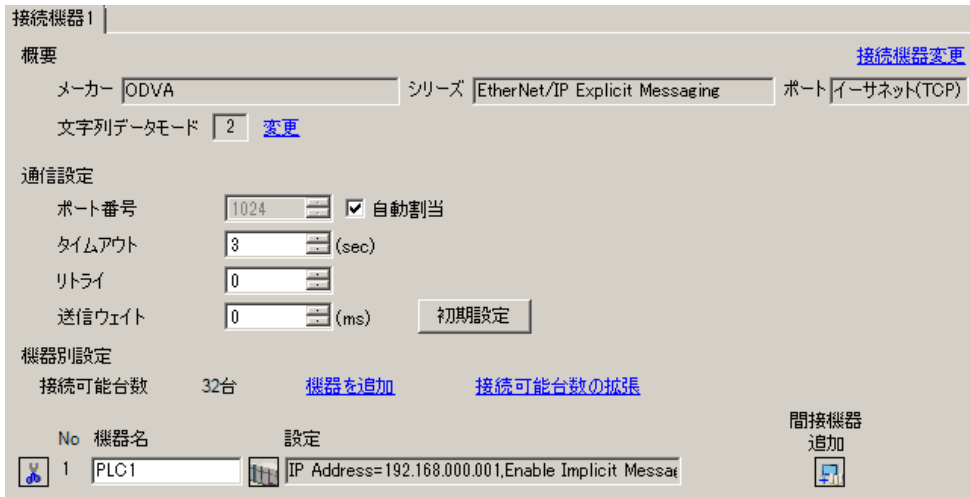 接続機器1
概要 接続機器変更
メーカー ODVA シリーズ EtherNet/IP Explicit Messaging ポート イーサネット(TCP)
文字列データモード 2 変更
通信設定
ポート番号 1024 自動割当
タイムアウト 3 (sec)
リトライ 0
送信ウェイト 0 (ms) 初期設定
機器別設定
接続可能台数 32台 機器を追加 接続可能台数の拡張
間接機器
No 機器名 設定 追加
1 PLC1 IP Address=192.168.000.001,Enable Implicit Messag